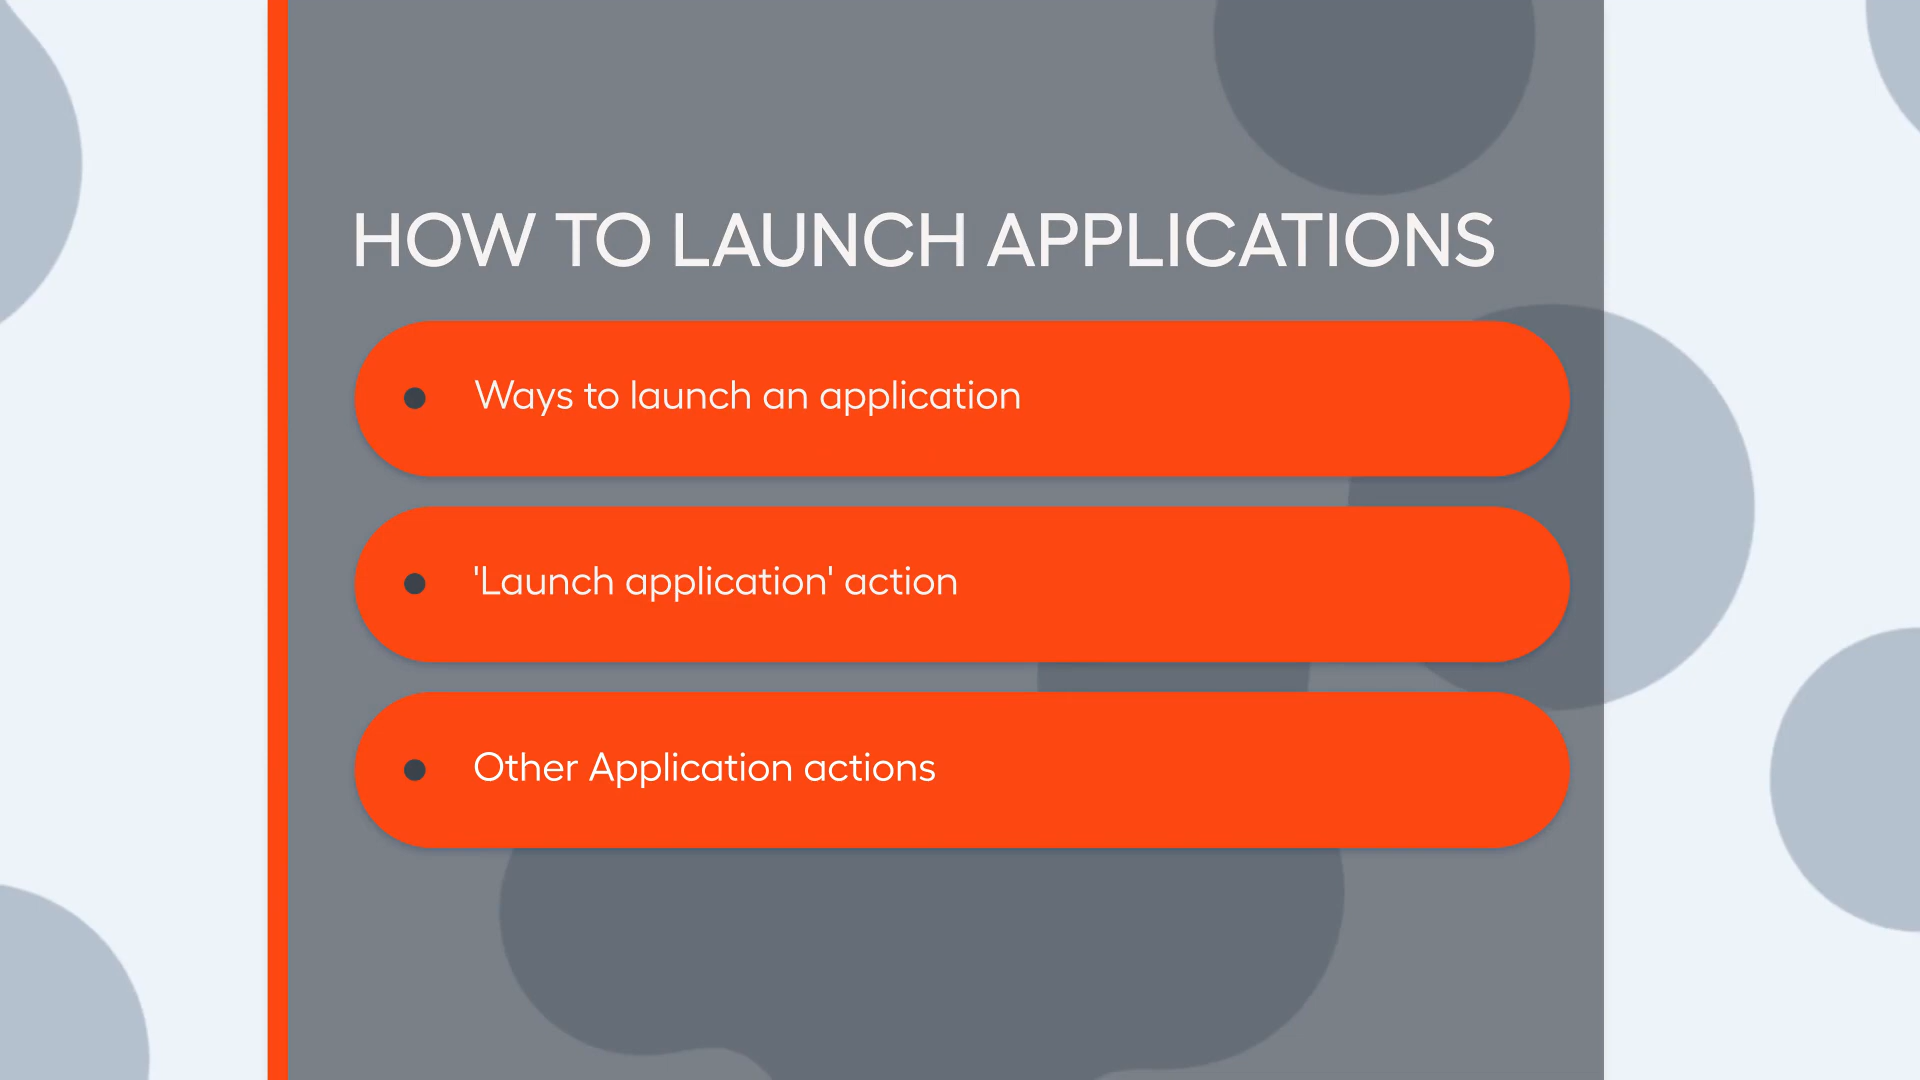 HOW TO LAUNCH APPLICATIONS
Ways to launch an application
'Launch application' action
Other Application actions